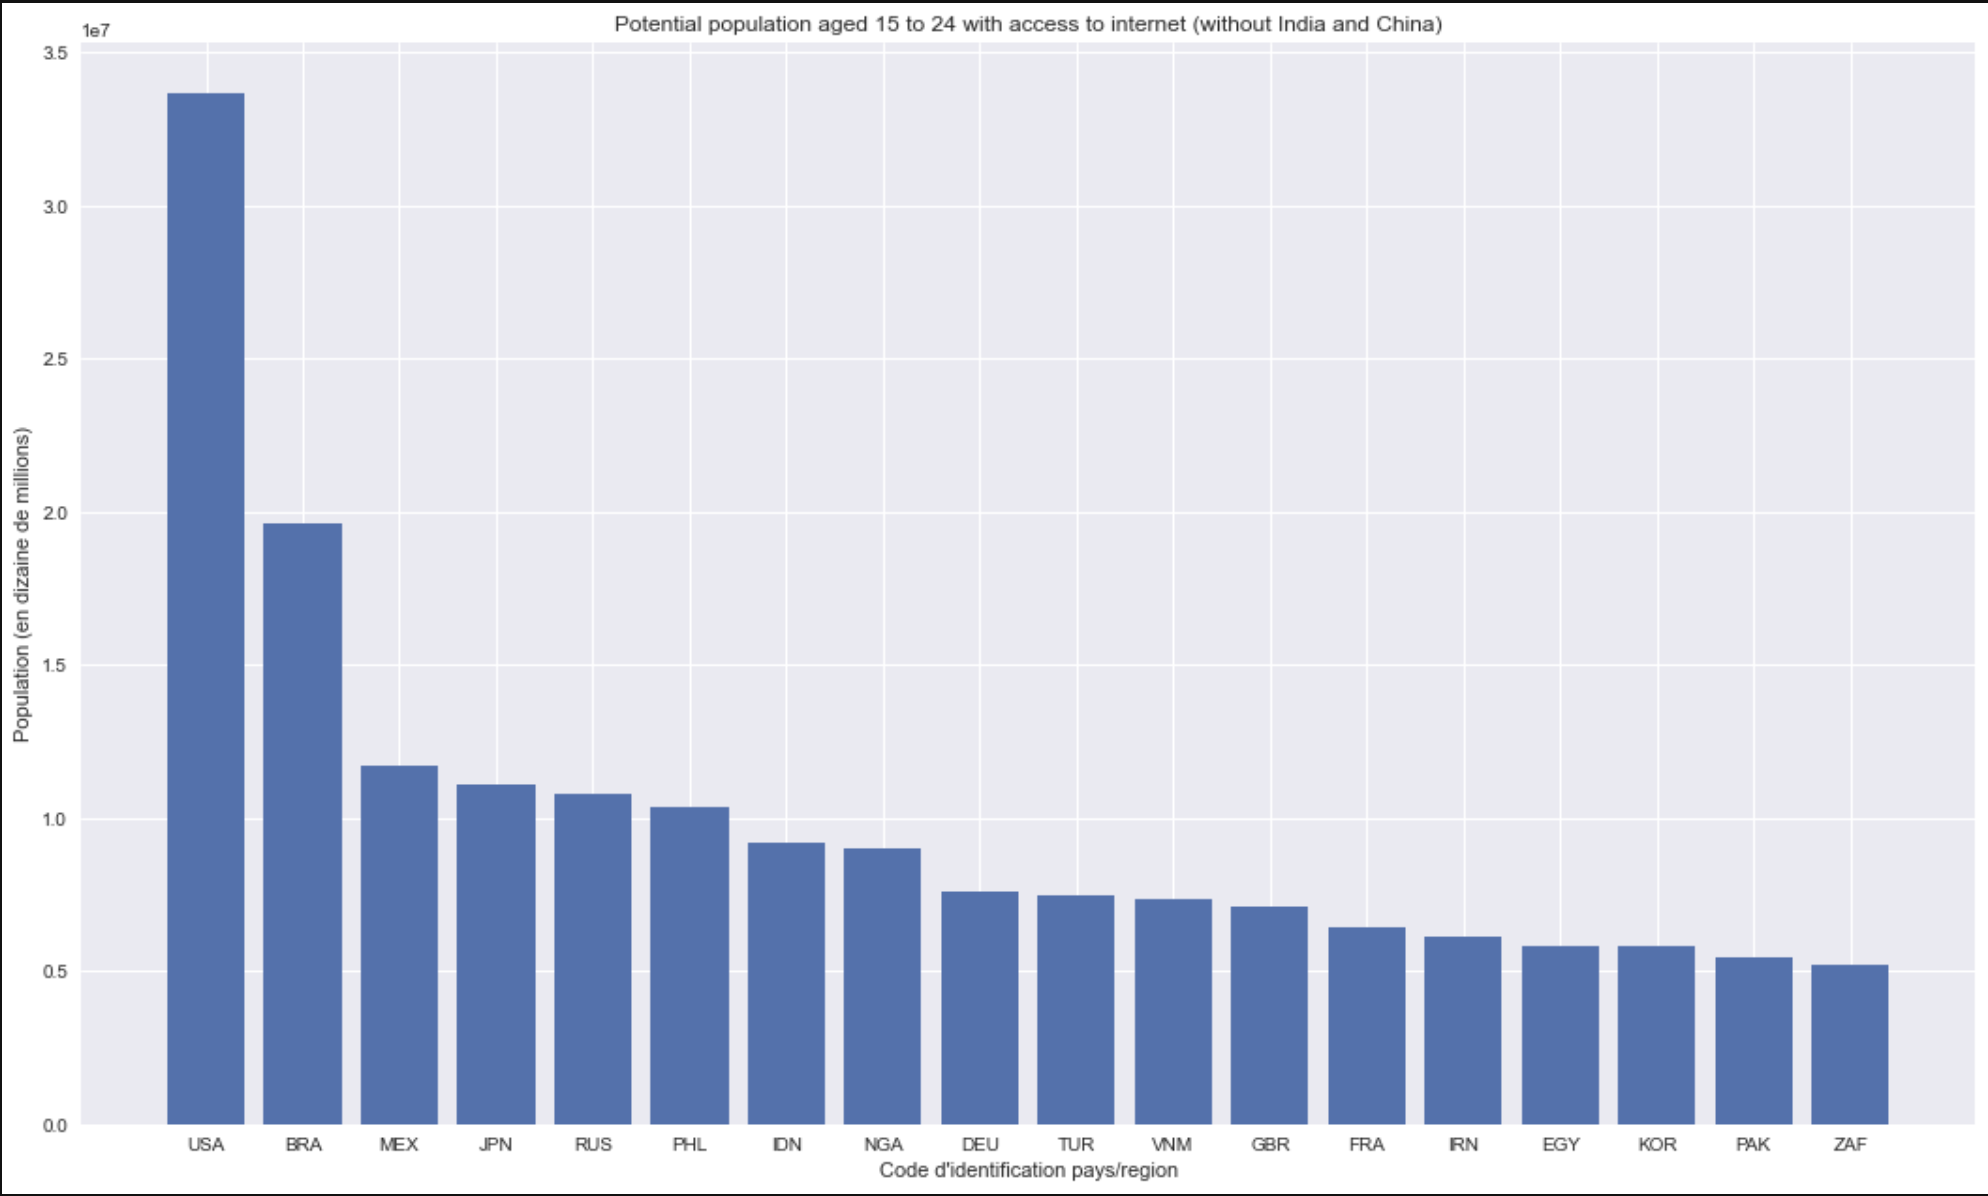 Potential population aged 15 to 24 with access to internet (without India and China)
1e7
3.5
3.0
2.5
2.0
1.5
1.0
0.5
0.0
Population (en dizaine de millions)
USA BRA MEX JPN RUS PHL IDN NGA DEU TUR VNM GBR FRA IRN EGY KOR PAK ZAF
Code d'identification pays/region